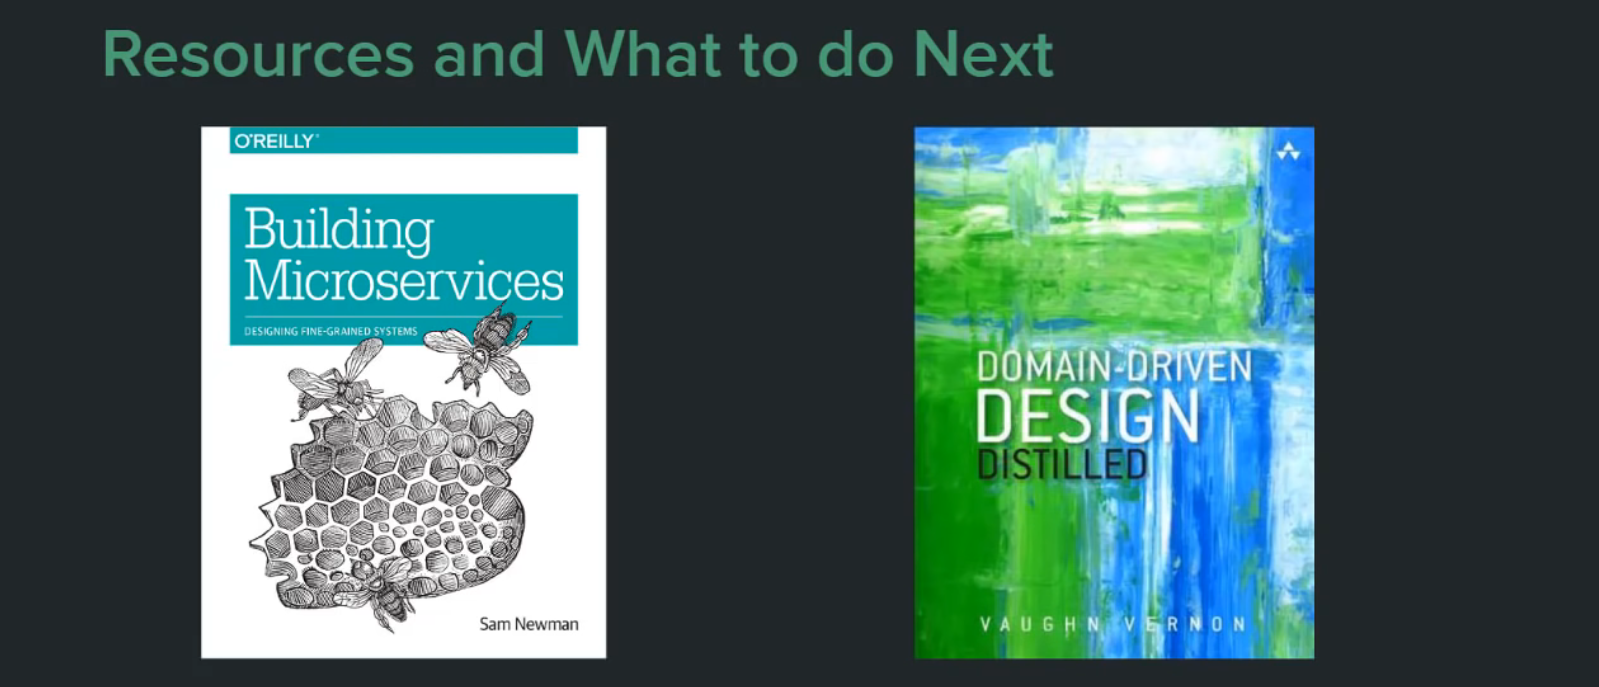 Resources and What to do Next
O'REILLY®
Building
Microservices
DESIGNING FINE-GRAINED SYSTEMS
Sam Newman
DOMAIN-DRIVEN
DESIGN
DISTILLED
VAUGHN VERNON